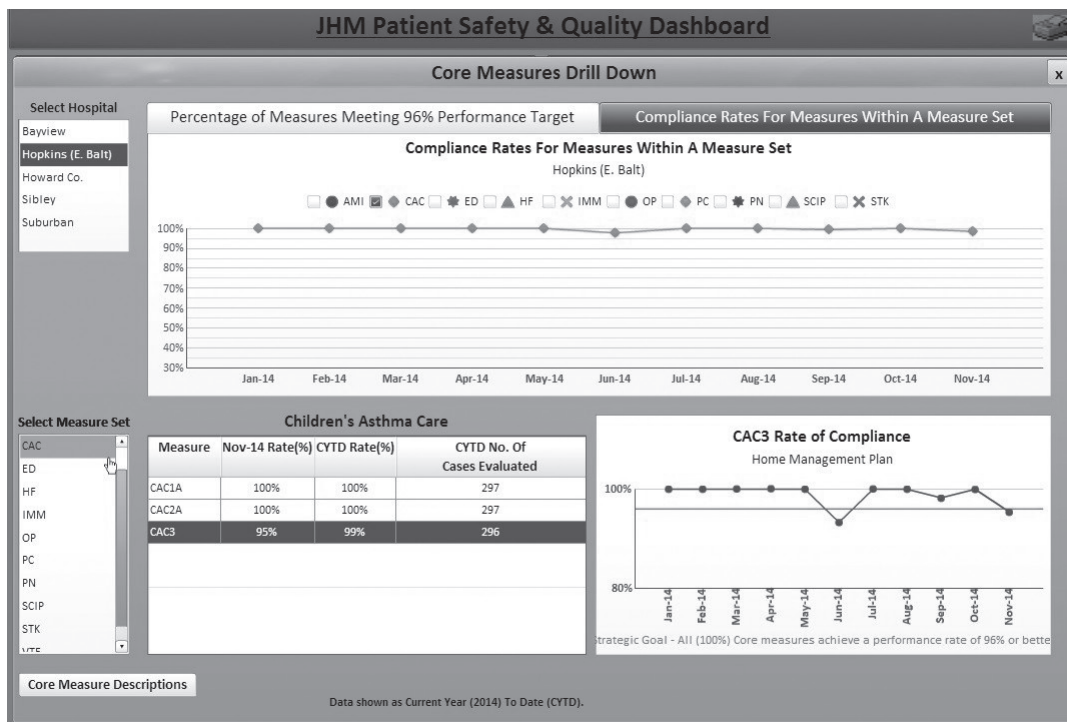 JHM Patient Safety & Quality Dashboard
Core Measures Drill Down
x
Select Hospital
Bayview
Hopkins (E. Balt)
Howard Co.
Sibley
Suburban
Percentage of Measures Meeting 96% Performance Target
Compliance Rates For Measures Within A Measure Set
Compliance Rates For Measures Within A Measure Set
Hopkins (E. Balt)
AMI CAC ED HF IMM OP PC PN SCIP STK
100%
90%
80%
70%
60%
50%
40%
30%
Jan-14 Feb-14 Mar-14 Apr-14 May-14 Jun-14 Jul-14 Aug-14 Sep-14 Oct-14 Nov-14
Select Measure Set
CAC
ED
HF
IMM
OP
PC
PN
SCIP
STK
VTE
Children's Asthma Care
Measure Nov-14 Rate(%) CYTD Rate(%) CYTD No. Of
Cases Evaluated
CAC1A 100% 100% 297
CAC2A 100% 100% 297
CAC3 95% 99% 296
CAC3 Rate of Compliance
Home Management Plan
100%
80%
Jan-14 Feb-14 Mar-14 Apr-14 May-14 Jun-14 Jul-14 Aug-14 Sep-14 Oct-14 Nov-14
trategic Goal - All (100%) Core measures achieve a performance rate of 96% or bette
Core Measure Descriptions
Data shown as Current Year (2014) To Date (CYTD).